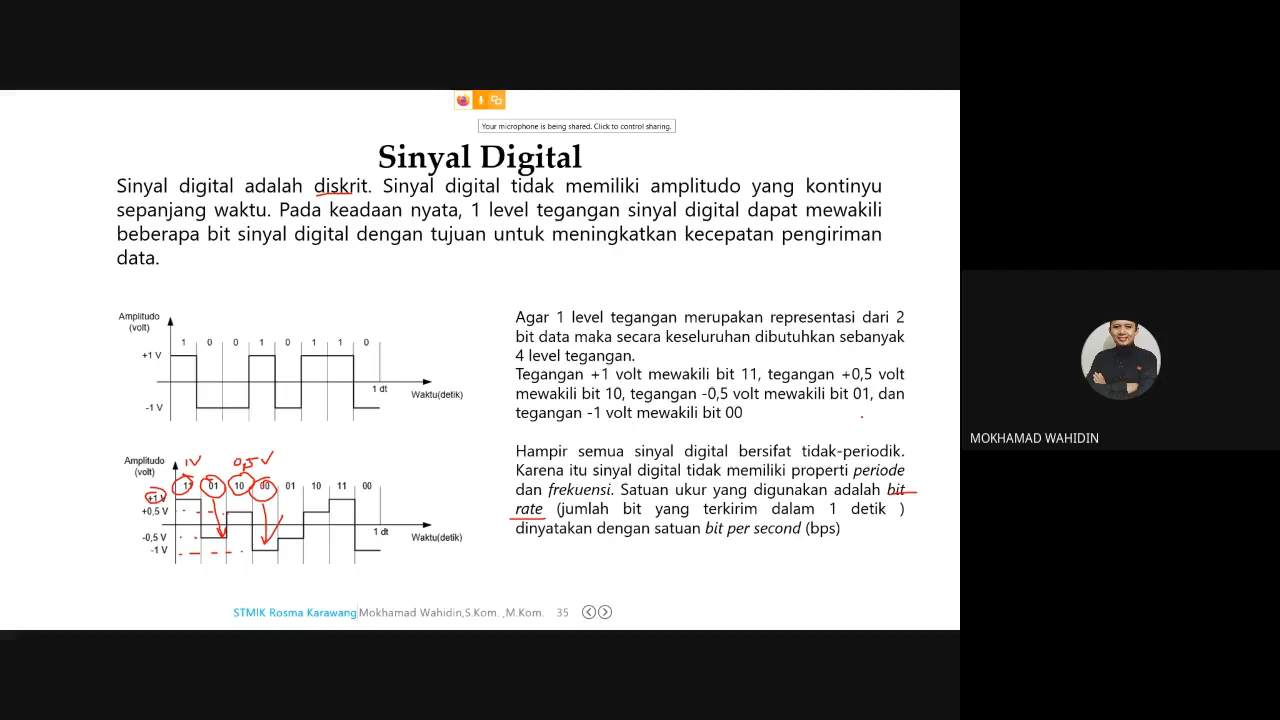 Your microphone is being shared. Click to control sharing.
Sinyal Digital
Sinyal digital adalah diskrit. Sinyal digital tidak memiliki amplitudo yang kontinyu
sepanjang waktu. Pada keadaan nyata, 1 level tegangan sinyal digital dapat mewakili
beberapa bit sinyal digital dengan tujuan untuk meningkatkan kecepatan pengiriman
data.
Amplitudo
(volt)
1 0 0 1 0 1 1 0
+1 V
1 dt
Waktu(detik)
-1 V
Amplitudo
(volt)
1V 0,5V
11 01 10 00 01 10 11 00
+1 V
+0,5 V
1 dt
-0,5 V
Waktu(detik)
-1 V
Agar 1 level tegangan merupakan representasi dari 2
bit data maka secara keseluruhan dibutuhkan sebanyak
4 level tegangan.
Tegangan +1 volt mewakili bit 11, tegangan +0,5 volt
mewakili bit 10, tegangan -0,5 volt mewakili bit 01, dan
tegangan -1 volt mewakili bit 00
Hampir semua sinyal digital bersifat tidak-periodik.
Karena itu sinyal digital tidak memiliki properti periode
dan frekuensi. Satuan ukur yang digunakan adalah bit
rate (jumlah bit yang terkirim dalam 1 detik )
dinyatakan dengan satuan bit per second (bps)
STMIK Rosma Karawang|Mokhamad Wahidin,S.Kom. ,M.Kom. 35
MOKHAMAD WAHIDIN